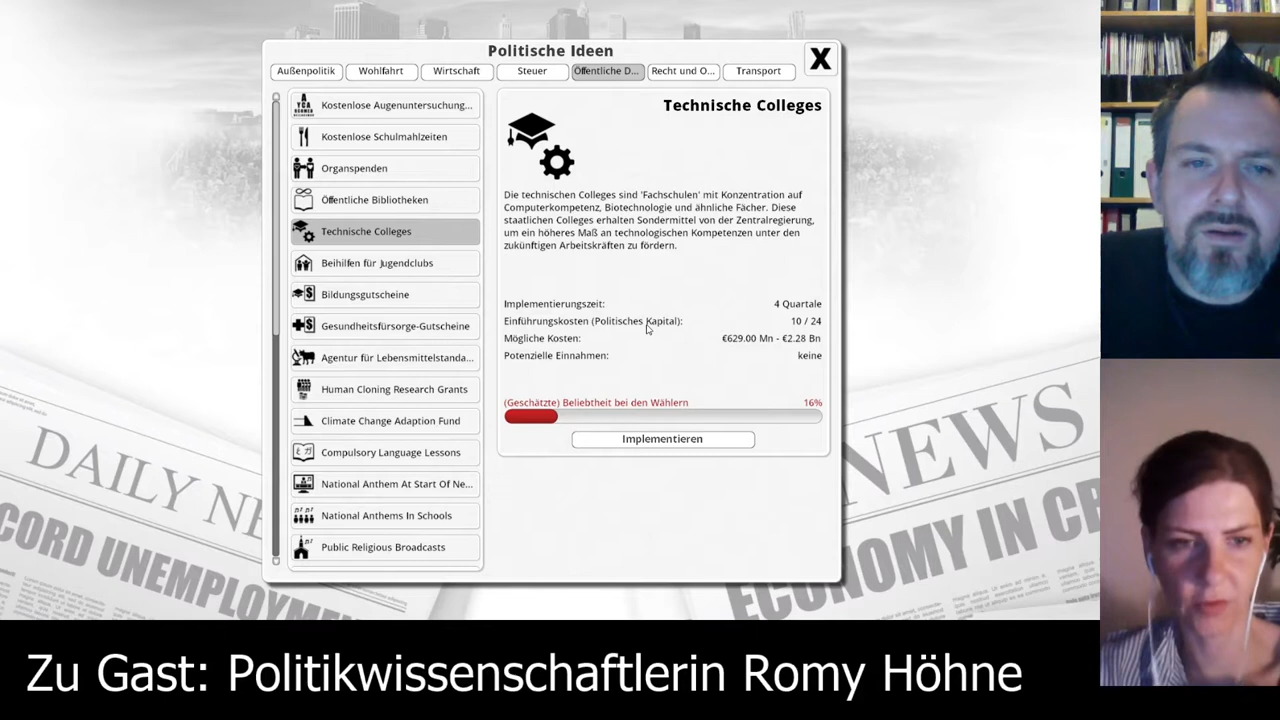 Politische Ideen
X
Außenpolitik
Wohlfahrt
Wirtschaft
Steuer
Öffentliche D...
Recht und O...
Transport
Kostenlose Augenuntersuchung...
Kostenlose Schulmahlzeiten
Organspenden
Öffentliche Bibliotheken
Technische Colleges
Beihilfen für Jugendclubs
Bildungsgutscheine
Gesundheitsfürsorge-Gutscheine
Agentur für Lebensmittelstanda...
Human Cloning Research Grants
Climate Change Adaption Fund
Compulsory Language Lessons
National Anthem At Start Of Ne...
National Anthems In Schools
Public Religious Broadcasts
Technische Colleges
Die technischen Colleges sind 'Fachschulen' mit Konzentration auf
Computerkompetenz, Biotechnologie und ähnliche Fächer. Diese
staatlichen Colleges erhalten Sondermittel von der Zentralregierung,
um ein höheres Maß an technologischen Kompetenzen unter den
zukünftigen Arbeitskräften zu fördern.
Implementierungszeit: 4 Quartale
Einführungskosten (Politisches Kapital): 10 / 24
Mögliche Kosten: €629.00 Mn - €2.28 Bn
Potenzielle Einnahmen: keine
(Geschätzte) Beliebtheit bei den Wählern 16%
Implementieren
DAILY NE
CORD UNEMPLOYM
NEWS
ECONOMY IN CR
Zu Gast: Politikwissenschaftlerin Romy Höhne